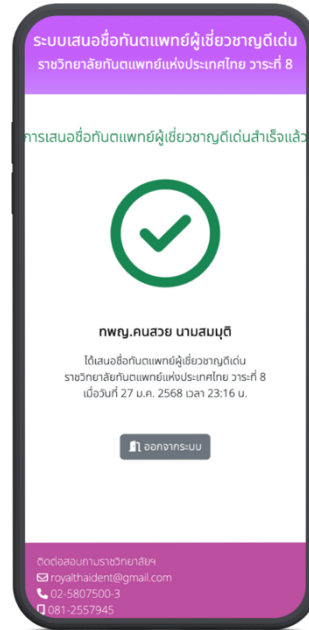 ระบบเสนอชื่อทันตแพทย์ผู้เชี่ยวชาญดีเด่น
ราชวิทยาลัยทันตแพทย์แห่งประเทศไทย วาระที่ 8
การเสนอชื่อทันตแพทย์ผู้เชี่ยวชาญดีเด่นสำเร็จแล้ว
ทพญ.คนสวย นามสมมุติ
ได้เสนอชื่อทันตแพทย์ผู้เชี่ยวชาญดีเด่น
ราชวิทยาลัยทันตแพทย์แห่งประเทศไทย วาระที่ 8
เมื่อวันที่ 27 ม.ค. 2568 เวลา 23:16 น.
ออกจากระบบ
ติดต่อสอบถามราชวิทยาลัยฯ
royalthaident@gmail.com
02-5807500-3
081-2557945